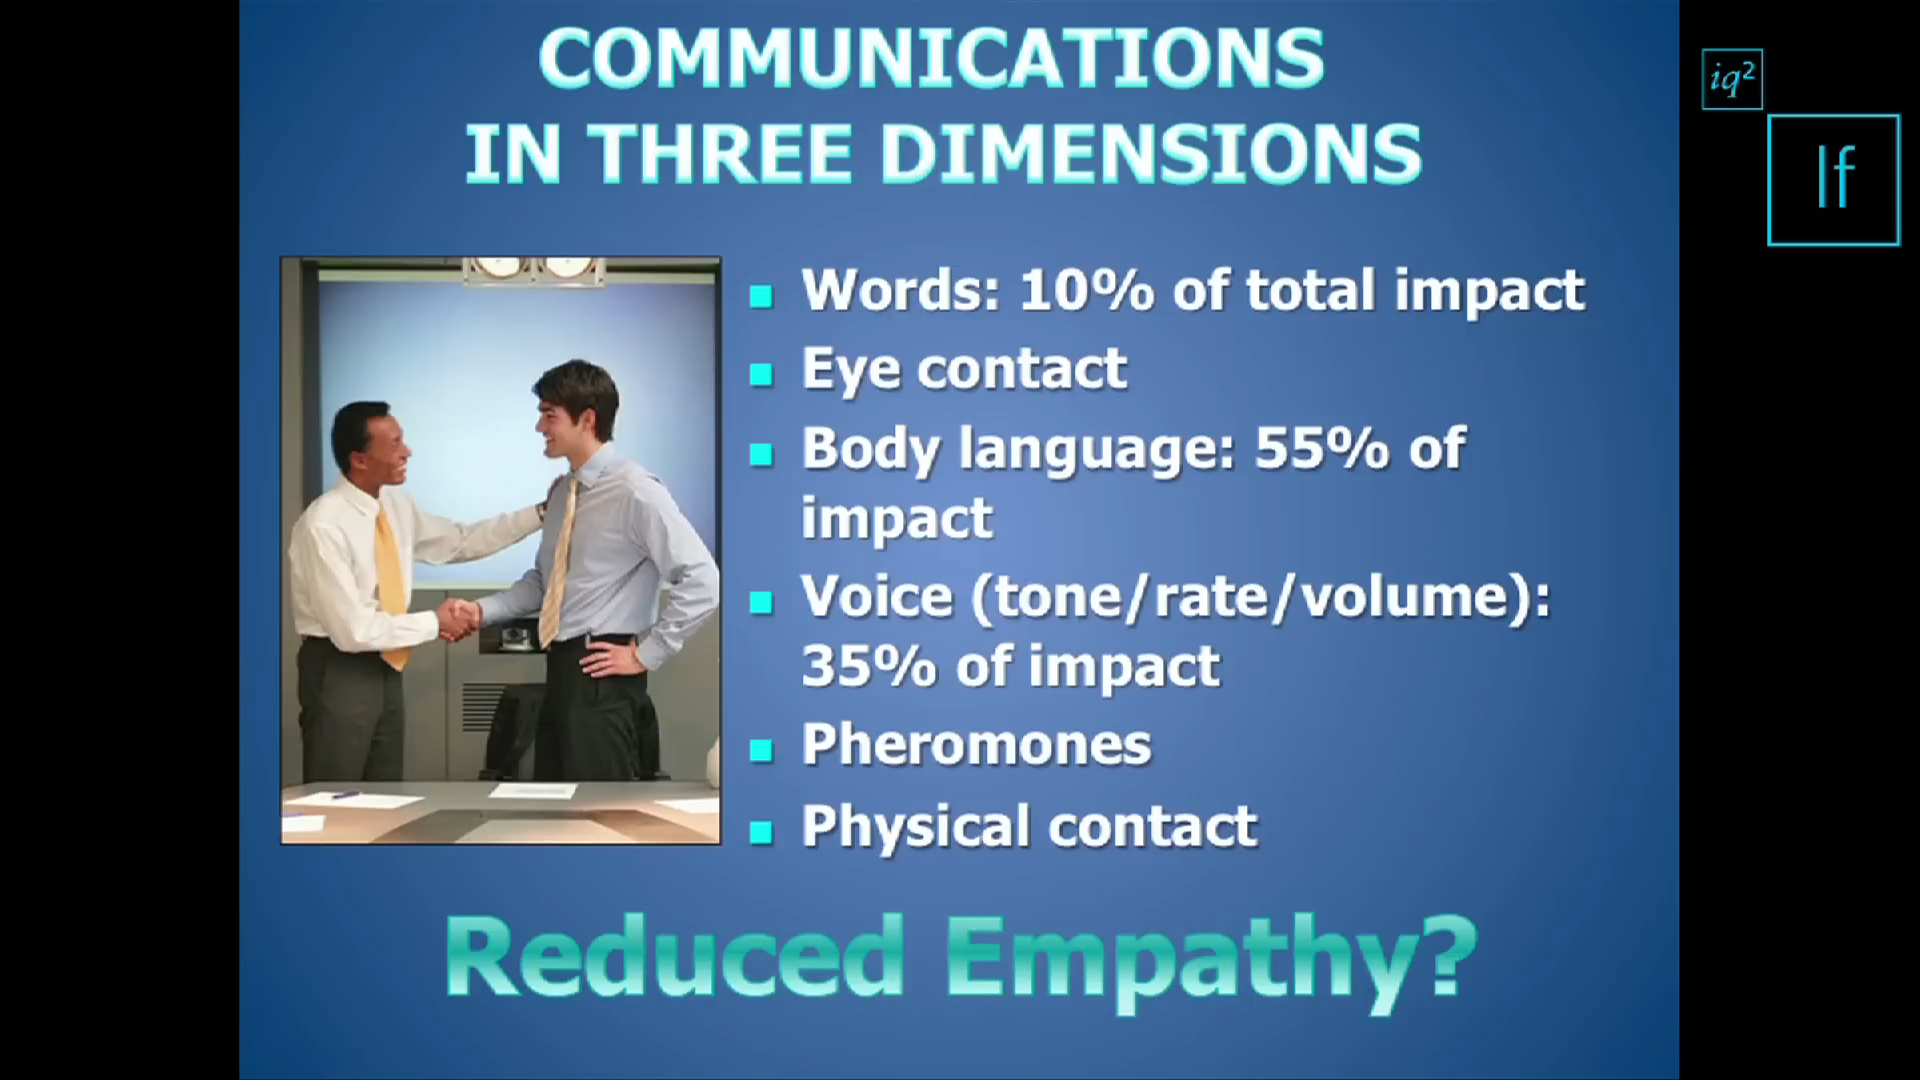 COMMUNICATIONS
IN THREE DIMENSIONS
iq²
If
Words: 10% of total impact
Eye contact
Body language: 55% of
impact
Voice (tone/rate/volume):
35% of impact
Pheromones
Physical contact
Reduced Empathy?